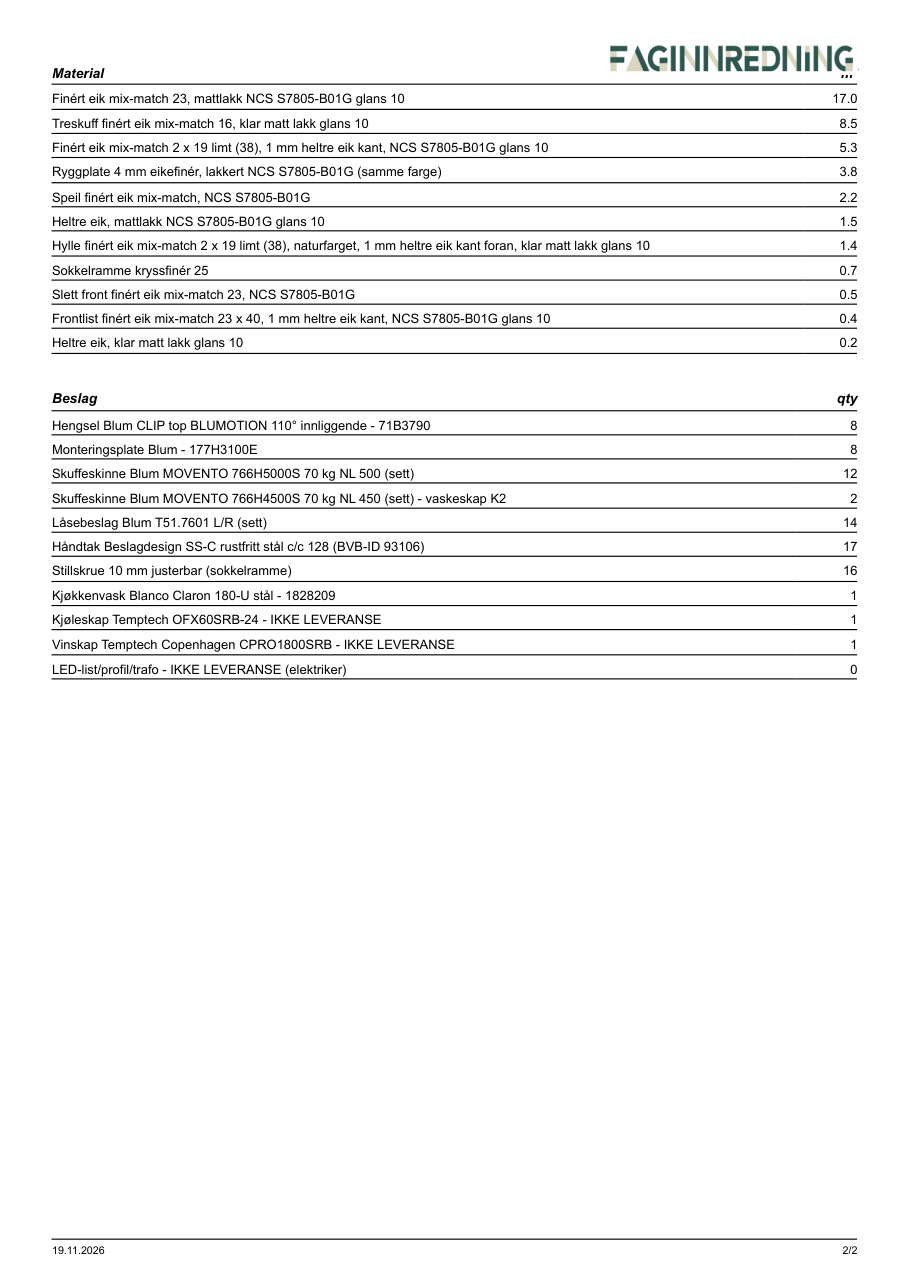 FAGINNREDNiNG
Material
Finért eik mix-match 23, mattlakk NCS S7805-B01G glans 10 17.0
Treskuff finért eik mix-match 16, klar matt lakk glans 10 8.5
Finért eik mix-match 2 x 19 limt (38), 1 mm heltre eik kant, NCS S7805-B01G glans 10 5.3
Ryggplate 4 mm eikefinér, lakkert NCS S7805-B01G (samme farge) 3.8
Speil finért eik mix-match, NCS S7805-B01G 2.2
Heltre eik, mattlakk NCS S7805-B01G glans 10 1.5
Hylle finért eik mix-match 2 x 19 limt (38), naturfarget, 1 mm heltre eik kant foran, klar matt lakk glans 10 1.4
Sokkelramme kryssfinér 25 0.7
Slett front finért eik mix-match 23, NCS S7805-B01G 0.5
Frontlist finért eik mix-match 23 x 40, 1 mm heltre eik kant, NCS S7805-B01G glans 10 0.4
Heltre eik, klar matt lakk glans 10 0.2
Beslag qty
Hengsel Blum CLIP top BLUMOTION 110° innliggende - 71B3790 8
Monteringsplate Blum - 177H3100E 8
Skuffeskinne Blum MOVENTO 766H5000S 70 kg NL 500 (sett) 12
Skuffeskinne Blum MOVENTO 766H4500S 70 kg NL 450 (sett) - vaskeskap K2 2
Låsebeslag Blum T51.7601 L/R (sett) 14
Håndtak Beslagdesign SS-C rustfritt stål c/c 128 (BVB-ID 93106) 17
Stillskrue 10 mm justerbar (sokkelramme) 16
Kjøkkenvask Blanco Claron 180-U stål - 1828209 1
Kjøleskap Temptech OFX60SRB-24 - IKKE LEVERANSE 1
Vinskap Temptech Copenhagen CPRO1800SRB - IKKE LEVERANSE 1
LED-list/profil/trafo - IKKE LEVERANSE (elektriker) 0
19.11.2026 2/2